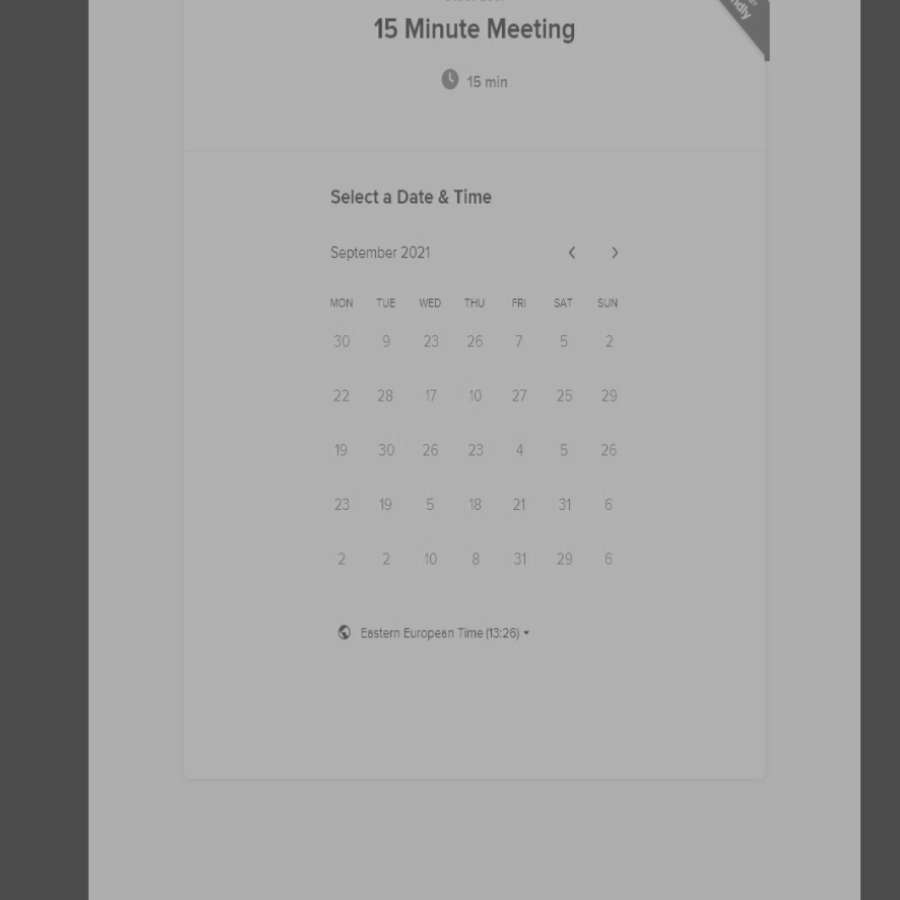 15 Minute Meeting
15 min
Select a Date & Time
September 2021
MON TUE WED THU FRI SAT SUN
30 9 23 26 7 5 2
22 28 17 10 27 25 29
19 30 26 23 4 5 26
23 19 5 18 21 31 6
2 2 10 8 31 29 6
Eastern European Time (13:26)